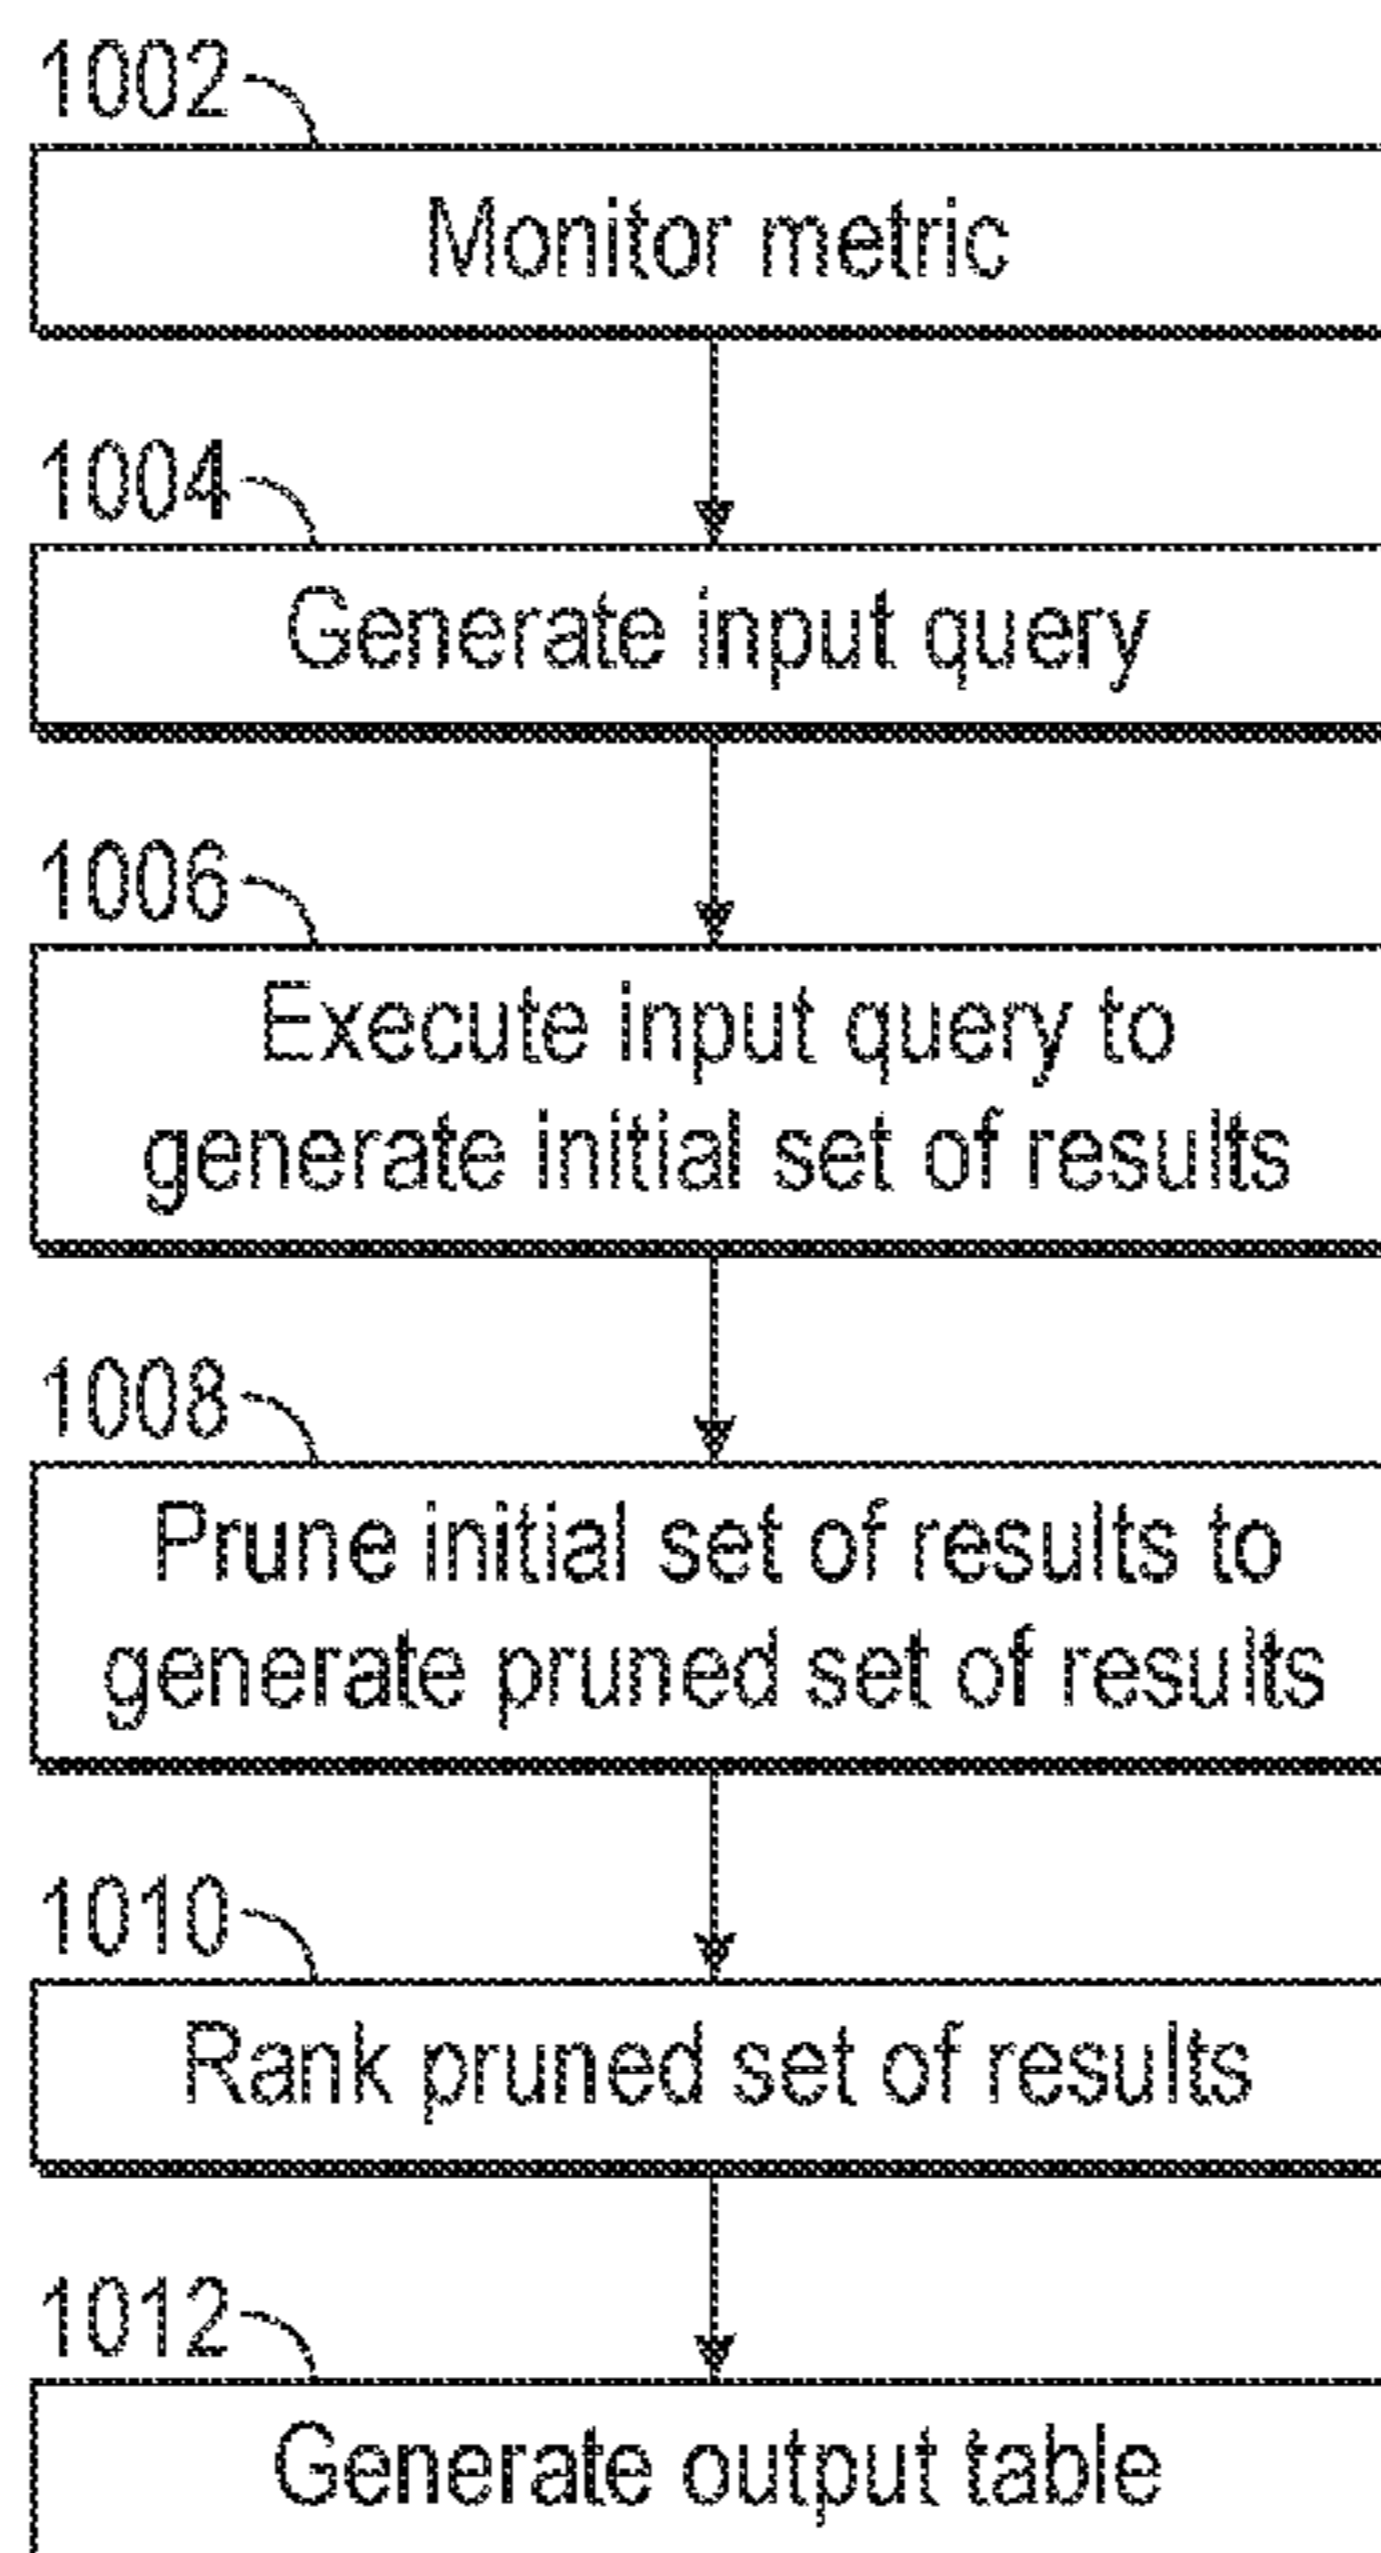 1002
Monitor metric
1004
Generate input query
1006
Execute input query to
generate initial set of results
1008
Prune initial set of results to
generate pruned set of results
1010
Rank pruned set of results
1012
Generate output table